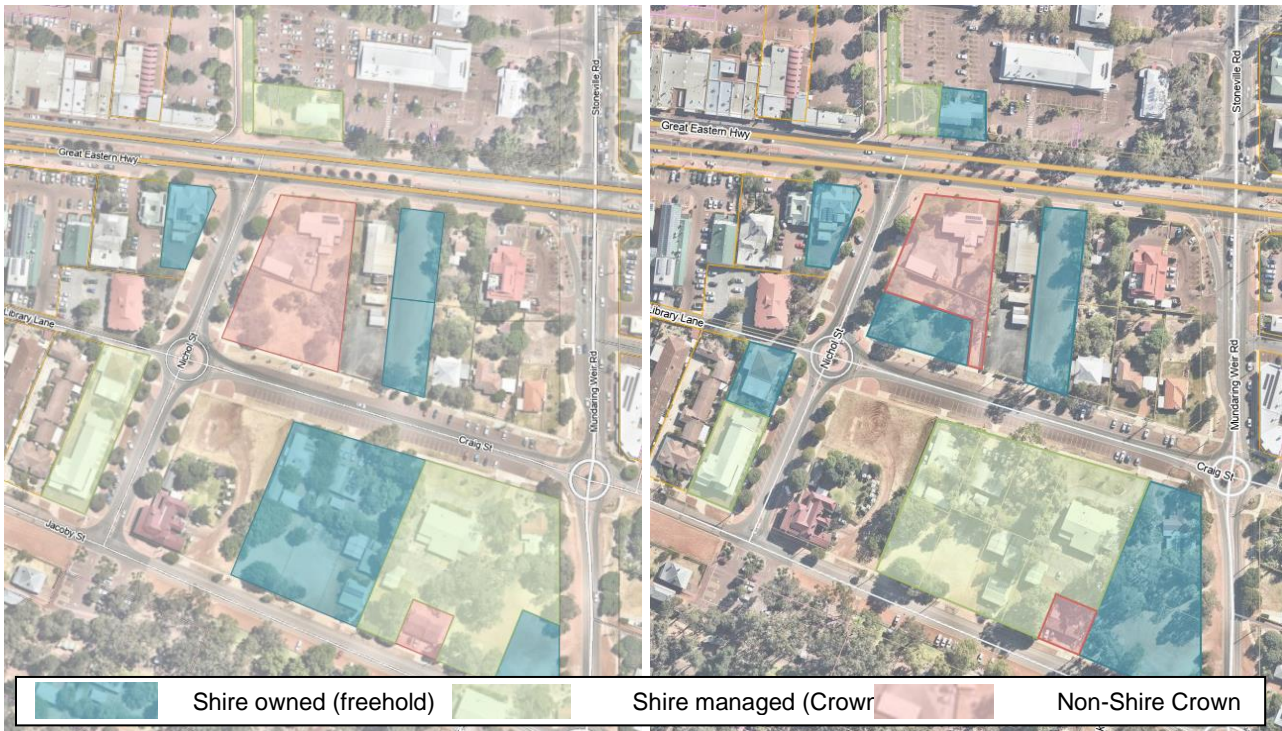 Great Eastern Hwy
Stoneville Rd
Library Lane
Nichol St
Mundaring Weir Rd
Craig St
Jacoby St
Great Eastern Hwy
Stoneville Rd
Library Lane
Nichol St
Mundaring Weir Rd
Craig St
Shire owned (freehold)
Shire managed (Crown
Non-Shire Crown